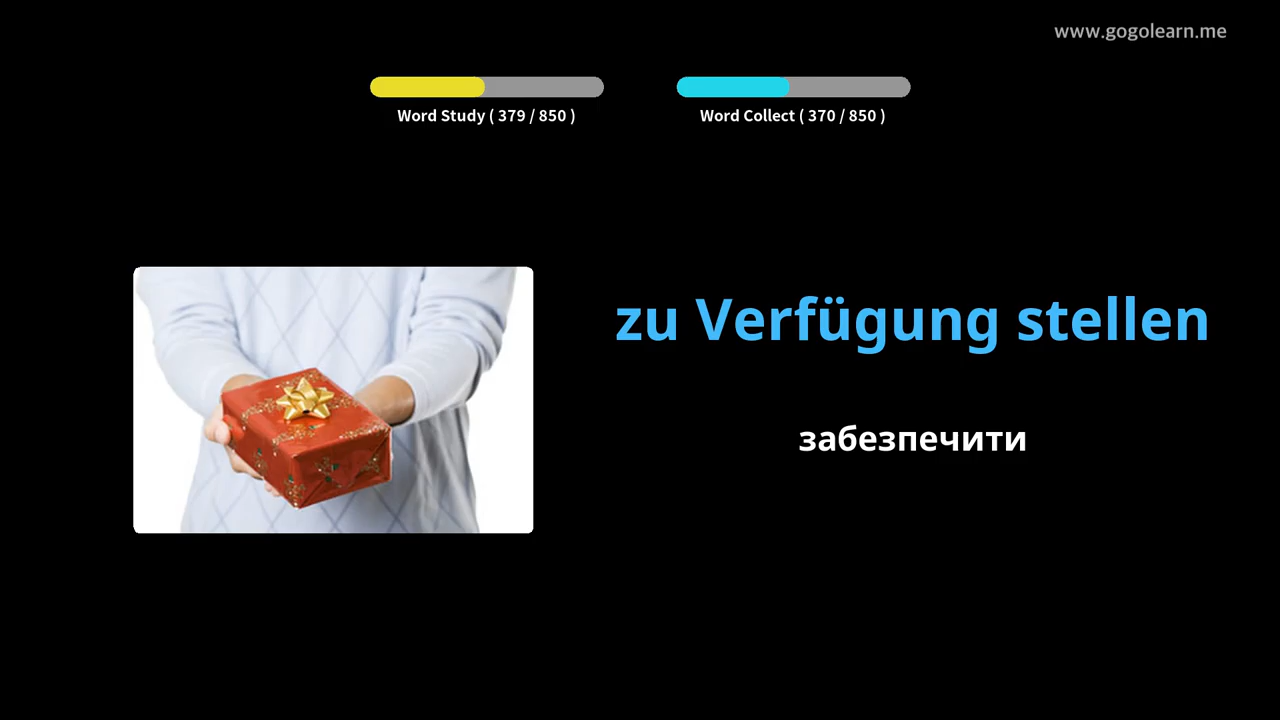 www.gogolearn.me
Word Study ( 379 / 850 )
Word Collect ( 370 / 850 )
zu Verfügung stellen
забезпечити